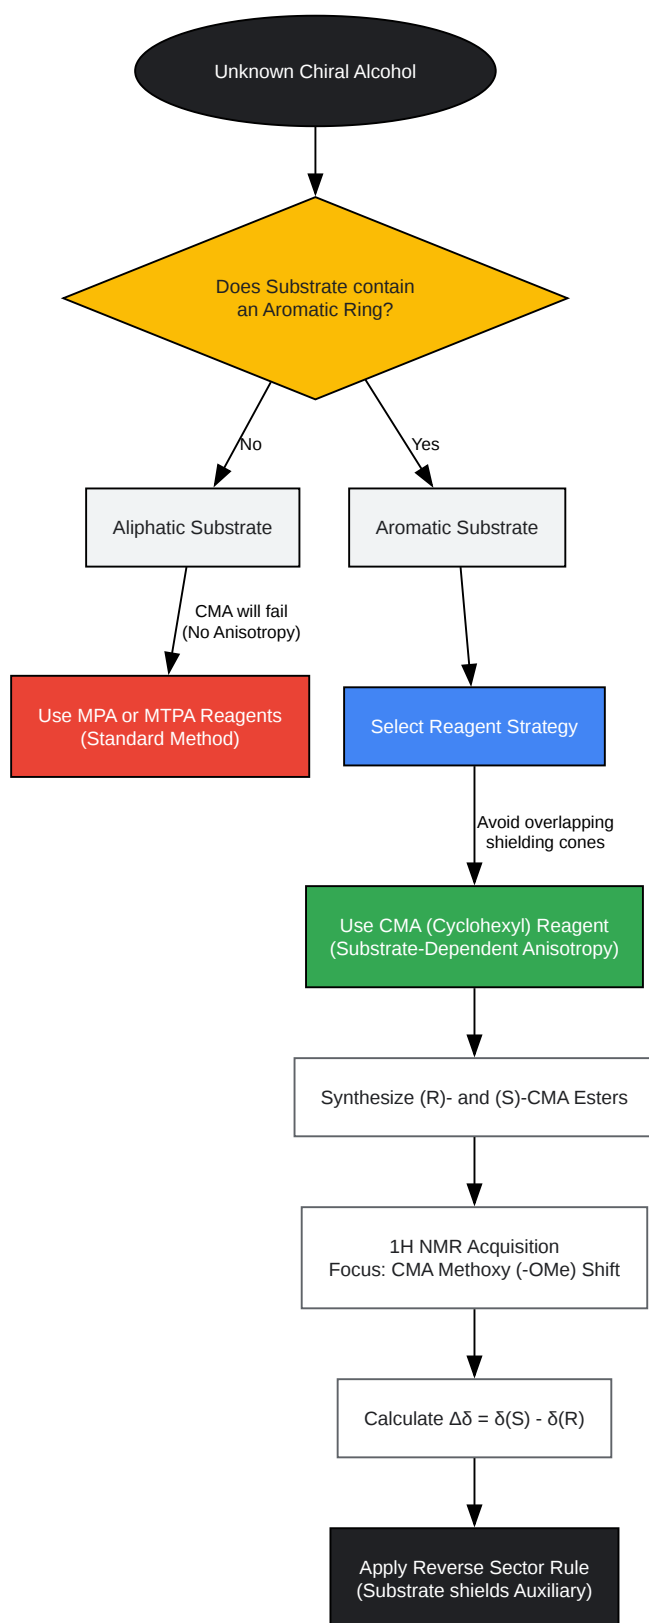 Unknown Chiral Alcohol
Does Substrate contain
an Aromatic Ring?
No
Yes
Aliphatic Substrate
Aromatic Substrate
CMA will fail
(No Anisotropy)
Use MPA or MTPA Reagents
(Standard Method)
Select Reagent Strategy
Avoid overlapping
shielding cones
Use CMA (Cyclohexyl) Reagent
(Substrate-Dependent Anisotropy)
Synthesize (R)- and (S)-CMA Esters
1H NMR Acquisition
Focus: CMA Methoxy (-OMe) Shift
Calculate Δδ = δ(S) - δ(R)
Apply Reverse Sector Rule
(Substrate shields Auxiliary)